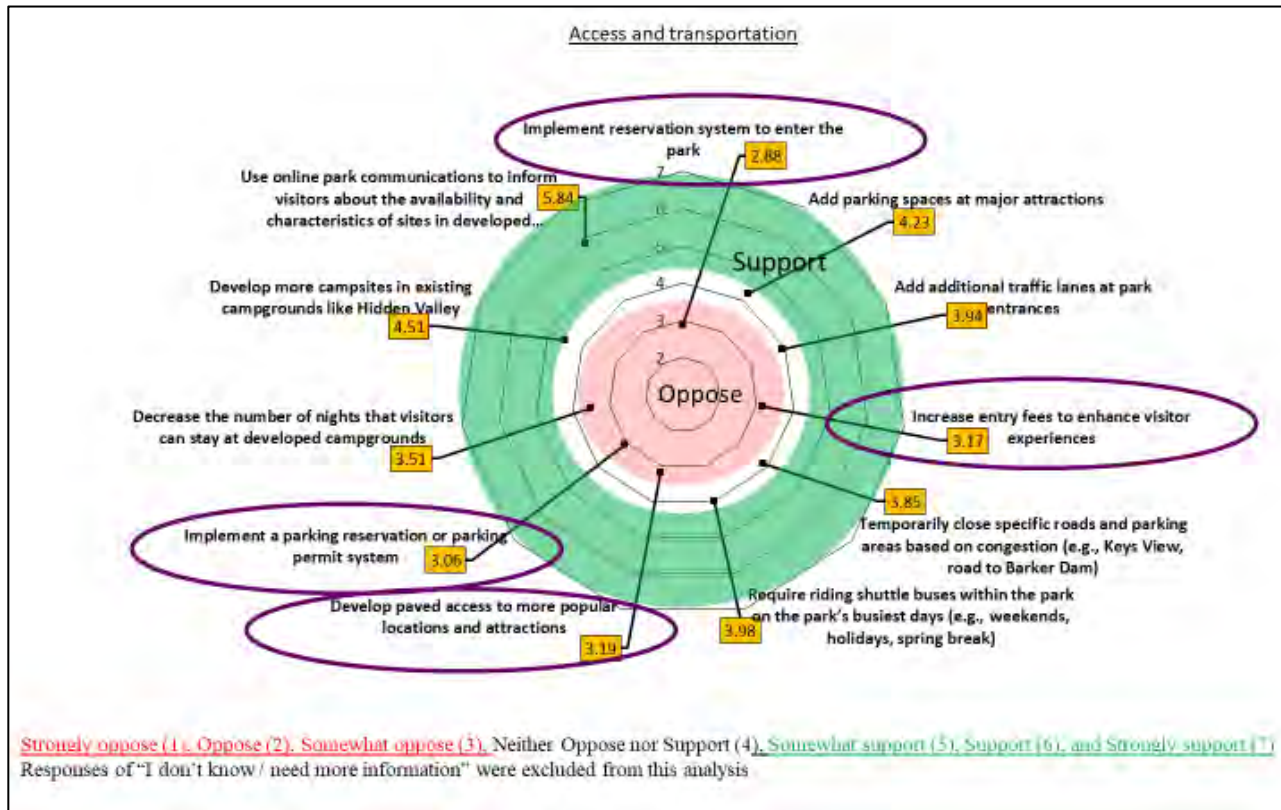 Access and transportation
Implement reservation system to enter the
park
2.88
Use online park communications to inform
visitors about the availability and
characteristics of sites in developed...
5.84
Add parking spaces at major attractions
4.23
Develop more campsites in existing
campgrounds like Hidden Valley
4.51
Add additional traffic lanes at park
entrances
3.94
7
6
5
4
3
2
Support
Oppose
Decrease the number of nights that visitors
can stay at developed campgrounds
3.51
Increase entry fees to enhance visitor
experiences
3.17
Implement a parking reservation or parking
permit system
3.06
3.85
Temporarily close specific roads and parking
areas based on congestion (e.g., Keys View,
road to Barker Dam)
Develop paved access to more popular
locations and attractions
3.19
Require riding shuttle buses within the park
on the park's busiest days (e.g., weekends,
holidays, spring break)
3.98
Strongly oppose (1), Oppose (2), Somewhat oppose (3), Neither Oppose nor Support (4), Somewhat support (5), Support (6), and Strongly support (7)
Responses of "I don't know / need more information" were excluded from this analysis